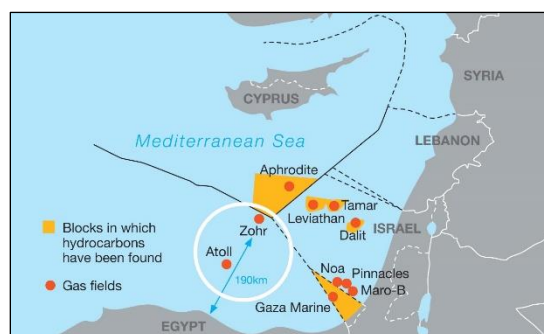 SYRIA
CYPRUS
LEBANON
Mediterranean Sea
Aphrodite
Tamar
Leviathan
ISRAEL
Zohr
Dalit
Blocks in which
hydrocarbons
have been found
Atoll
Gas fields
190km
Noa
Pinnacles
Maro-B.
Gaza Marine
EGYPT